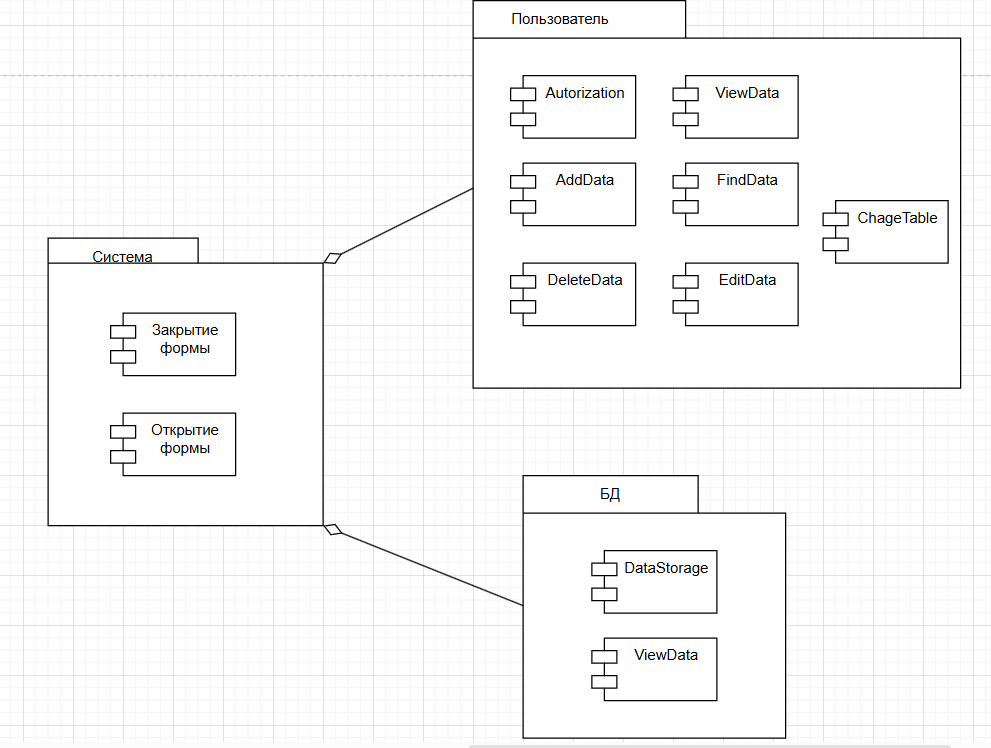 Пользователь
Autorization
ViewData
AddData
FindData
ChageTable
DeleteData
EditData
Система
Закрытие
формы
Открытие
формы
БД
DataStorage
ViewData